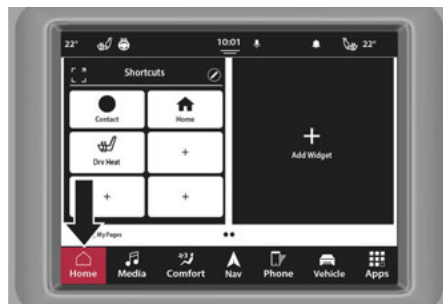 22° 10:01 22°
Shortcuts
Contact Home
Add Widget
Drv Heat +
+ +
My Pages
Home Media Comfort Nav Phone Vehicle Apps